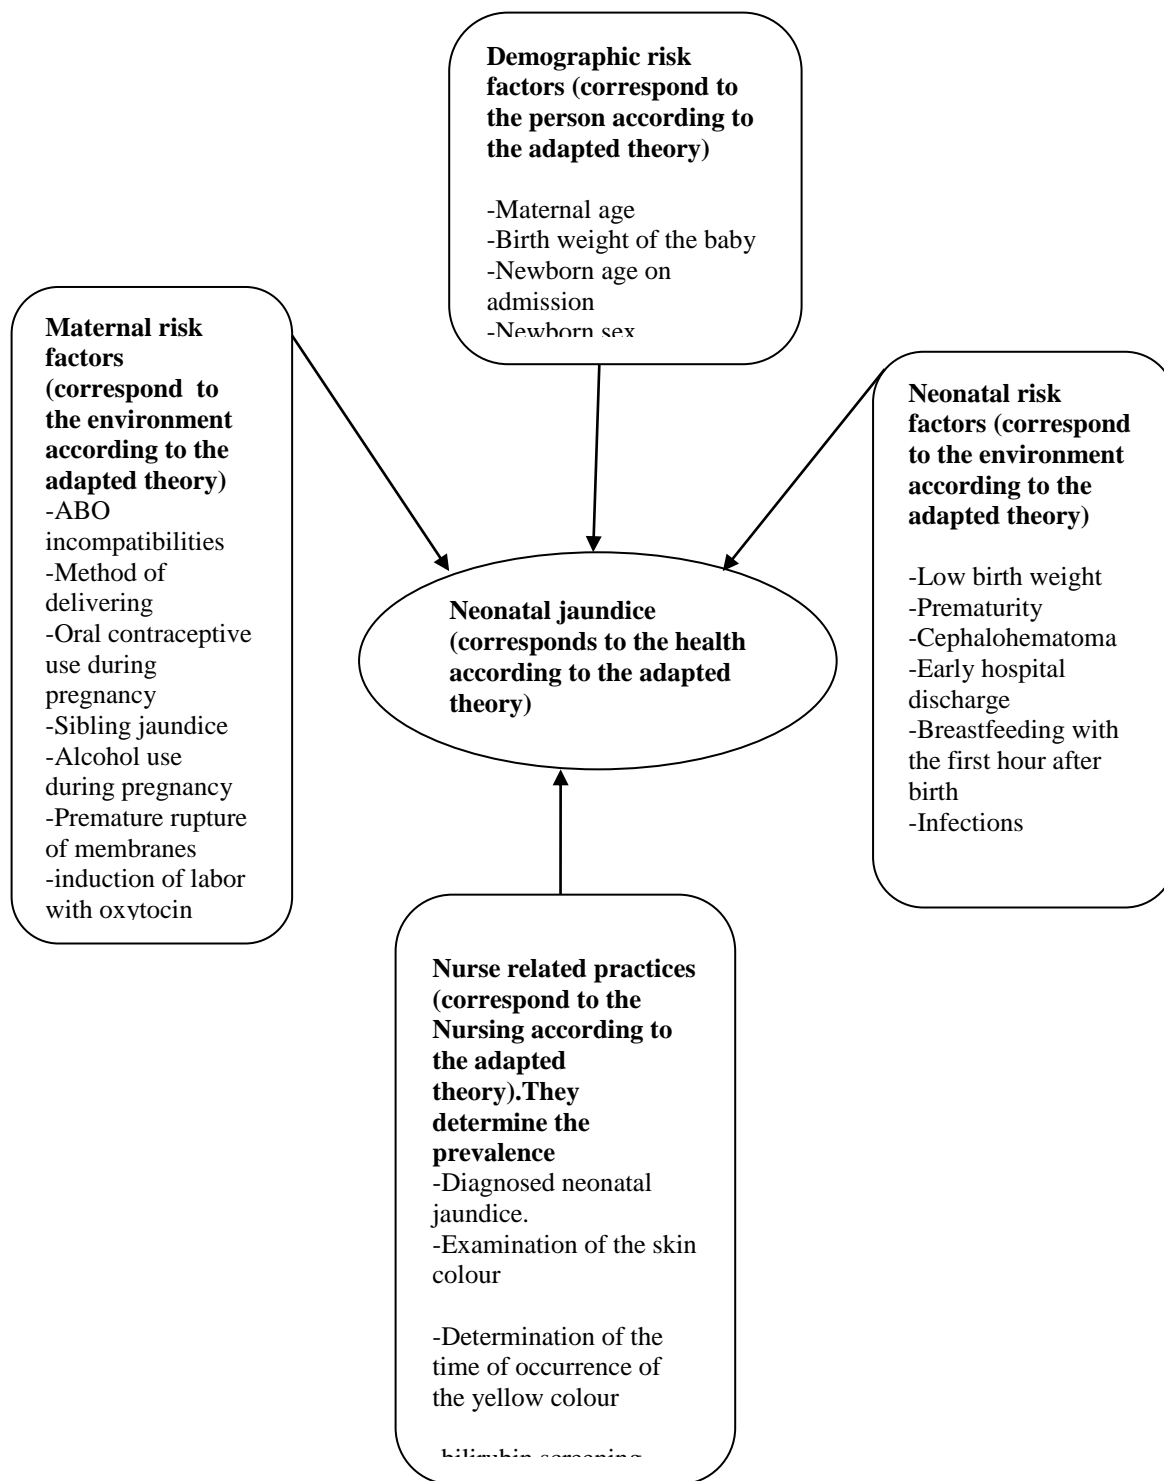 Demographic risk
factors (correspond to
the person according to
the adapted theory)
-Maternal age
-Birth weight of the baby
-Newborn age on
admission
-Newborn sex
Maternal risk
factors
(correspond to
the environment
according to the
adapted theory)
-ABO
incompatibilities
-Method of
delivering
-Oral contraceptive
use during
pregnancy
-Sibling jaundice
-Alcohol use
during pregnancy
-Premature rupture
of membranes
-induction of labor
with oxytocin
Neonatal risk
factors (correspond
to the environment
according to the
adapted theory)
-Low birth weight
-Prematurity
-Cephalohematoma
-Early hospital
discharge
-Breastfeeding with
the first hour after
birth
-Infections
Neonatal jaundice
(corresponds to the health
according to the adapted
theory)
Nurse related practices
(correspond to the
Nursing according to
the adapted
theory).They
determine the
prevalence
-Diagnosed neonatal
jaundice.
-Examination of the skin
colour
-Determination of the
time of occurrence of
the yellow colour
-bilirubin screening